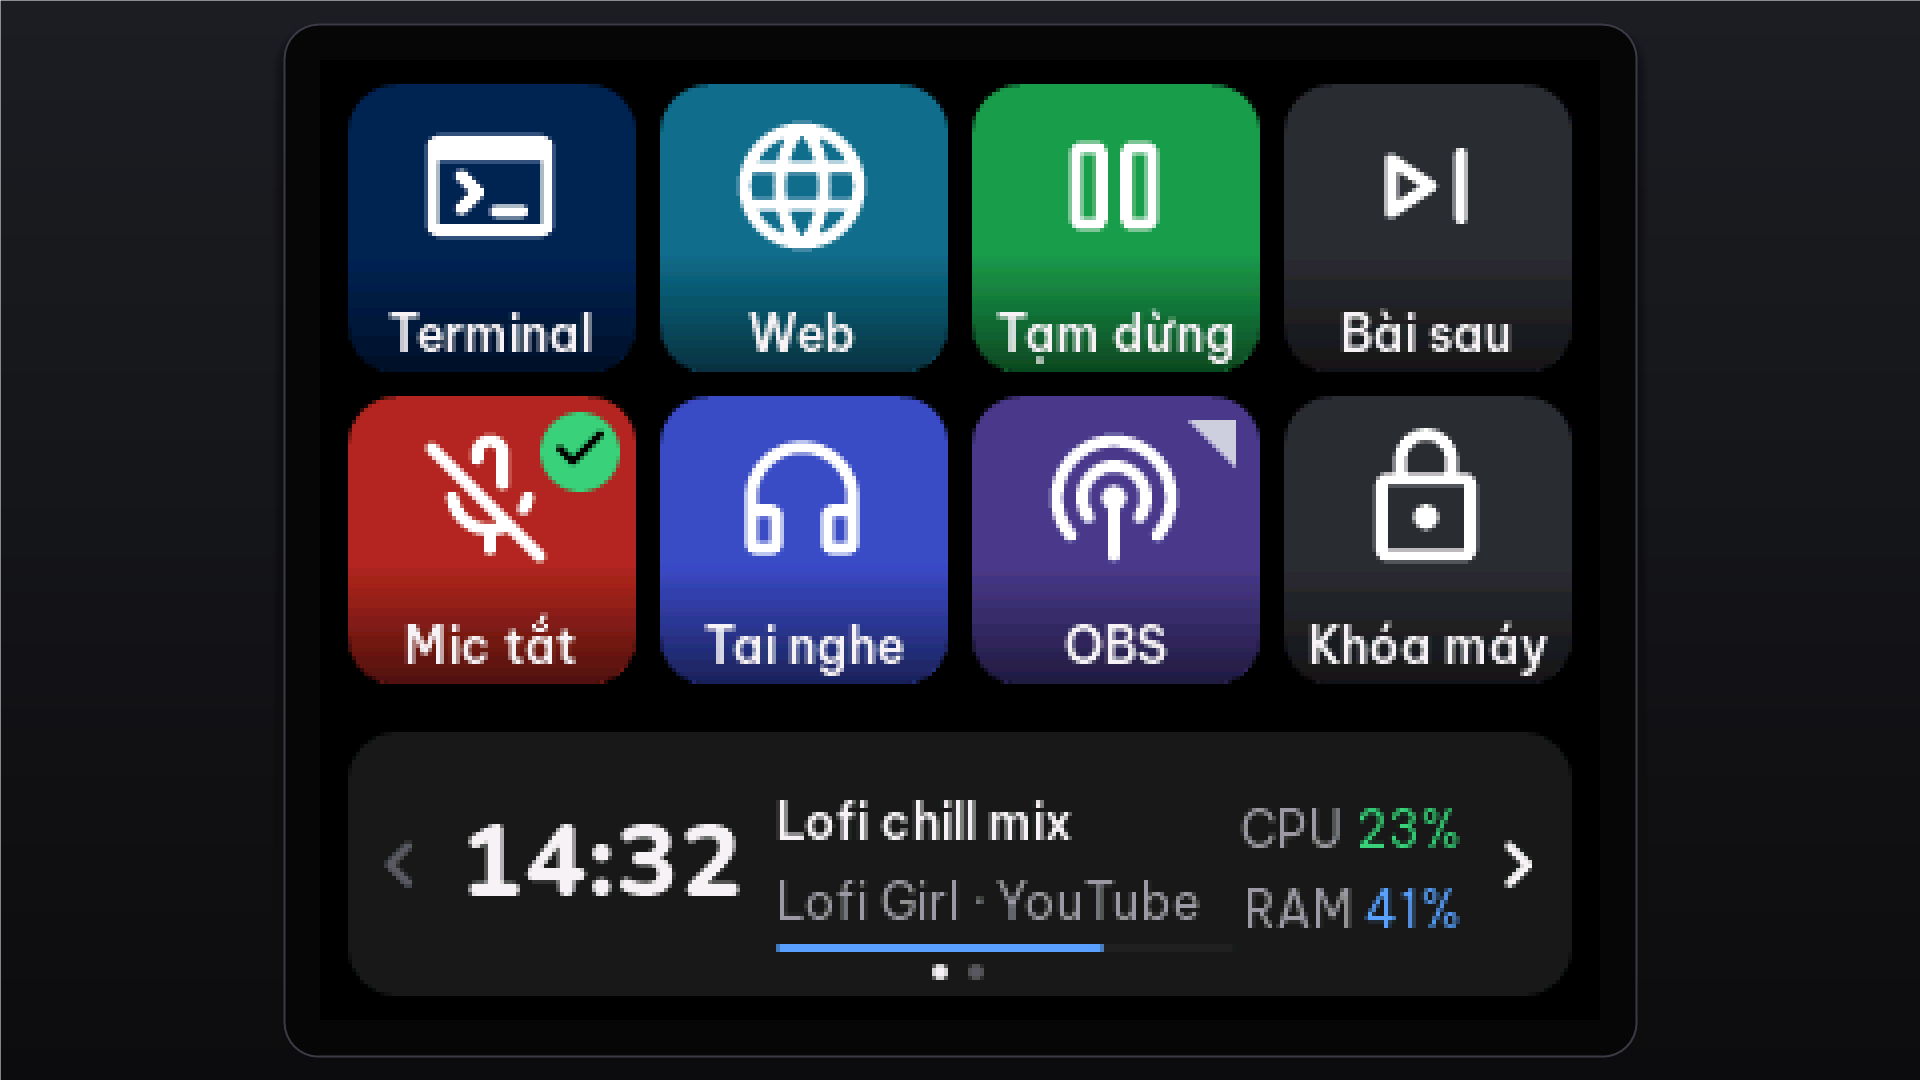 Terminal
Web
Tạm dừng
Bài sau
Mic tắt
Tai nghe
OBS
Khóa máy
14:32
Lofi chill mix
Lofi Girl · YouTube
CPU 23%
RAM 41%